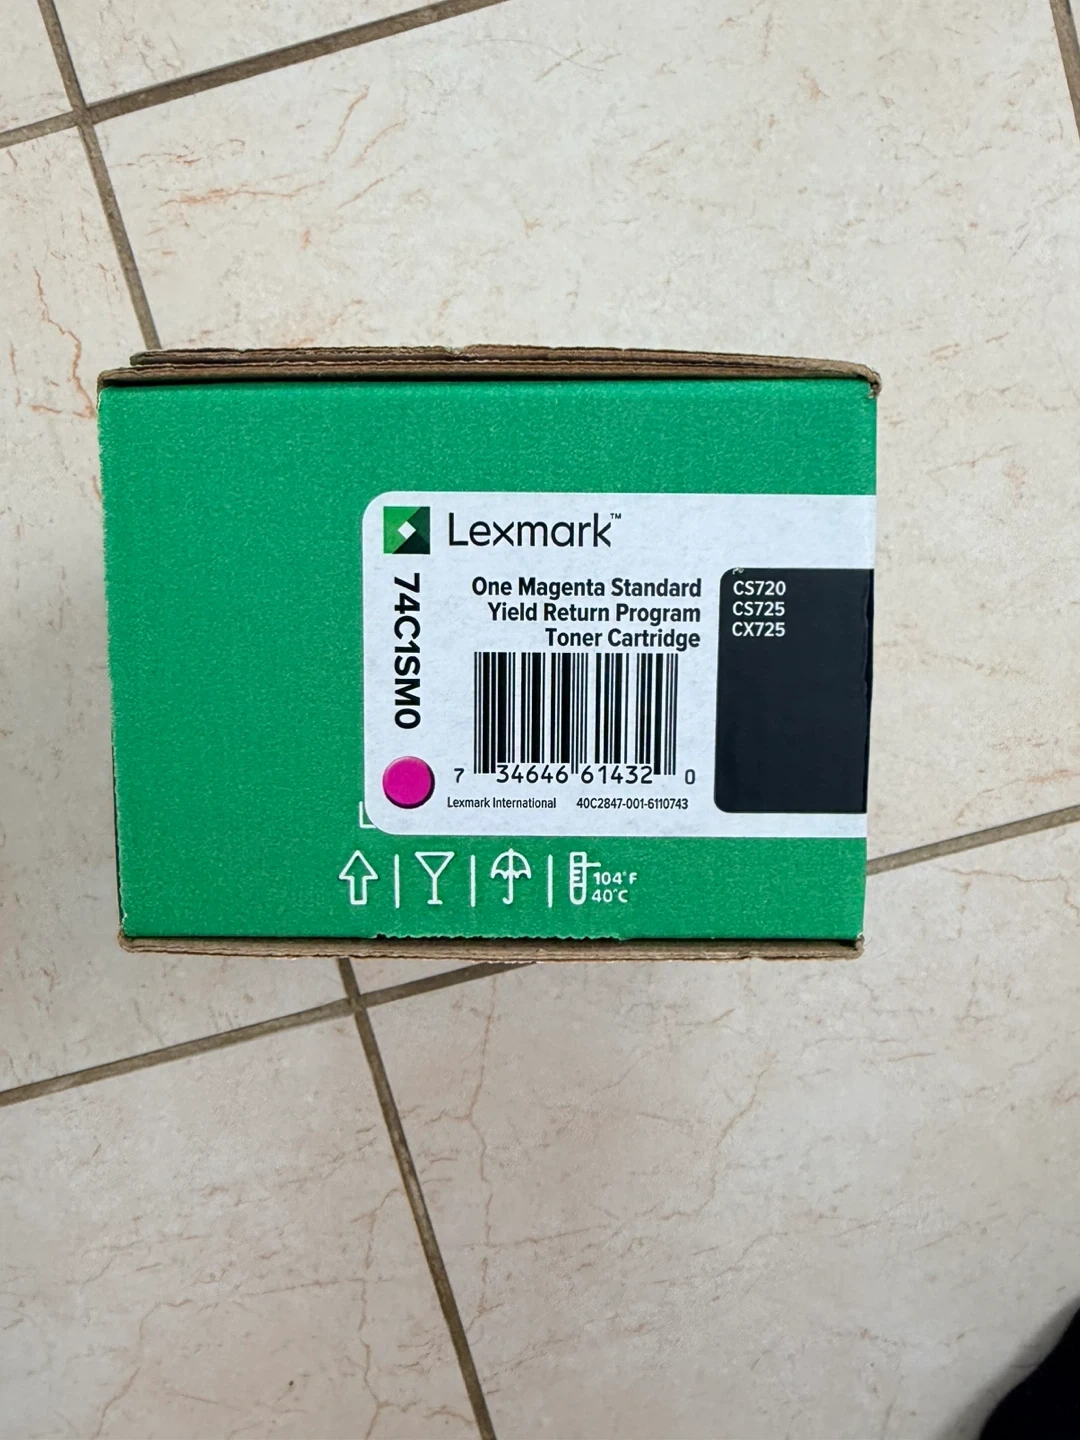 Lexmark™
74C1SM0
One Magenta Standard
Yield Return Program
Toner Cartridge
CS720
CS725
CX725
7 34646 61432 0
Lexmark International 40C2847-001-6110743
104°F
40°C